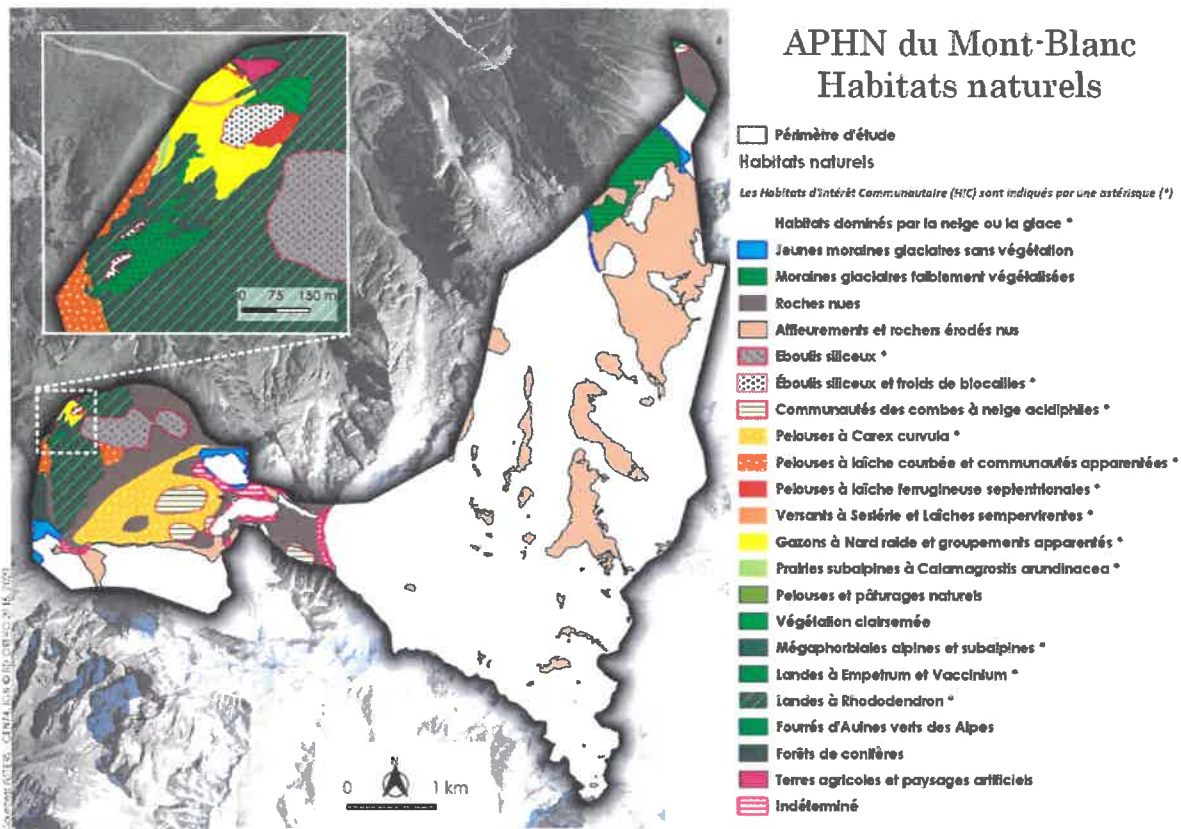 APHN du Mont-Blanc
Habitats naturels
Périmètre d'étude
Habitats naturels
Les Habitats d'Intérêt Communautaire (HIC) sont indiqués par une astérisque (*)
Habitats dominés par la neige ou la glace *
Jeunes moraines glaciaires sans végétation
Moraines glaciaires faiblement végétalisées
Roches nues
Affleurements et rochers érodés nus
Eboulis siliceux *
Éboulis siliceux et froids de blocailles *
Communautés des combes à neige acidiphiles *
Pelouses à Carex curvula *
Pelouses à laîche courbée et communautés apparentées *
Pelouses à laîche ferrugineuse septentrionales *
Versants à Seslérie et Laîches sempervirentes *
Gazons à Nard raide et groupements apparentés *
Prairies subalpines à Calamagrostis arundinacea *
Pelouses et pâturages naturels
Végétation clairsemée
Mégaphorbiaies alpines et subalpines *
Landes à Empetrum et Vaccinium *
Landes à Rhododendron *
Fourrés d'Aulnes verts des Alpes
Forêts de conifères
Terres agricoles et paysages artificiels
Indéterminé
0 75 150 m
N
0 1 km